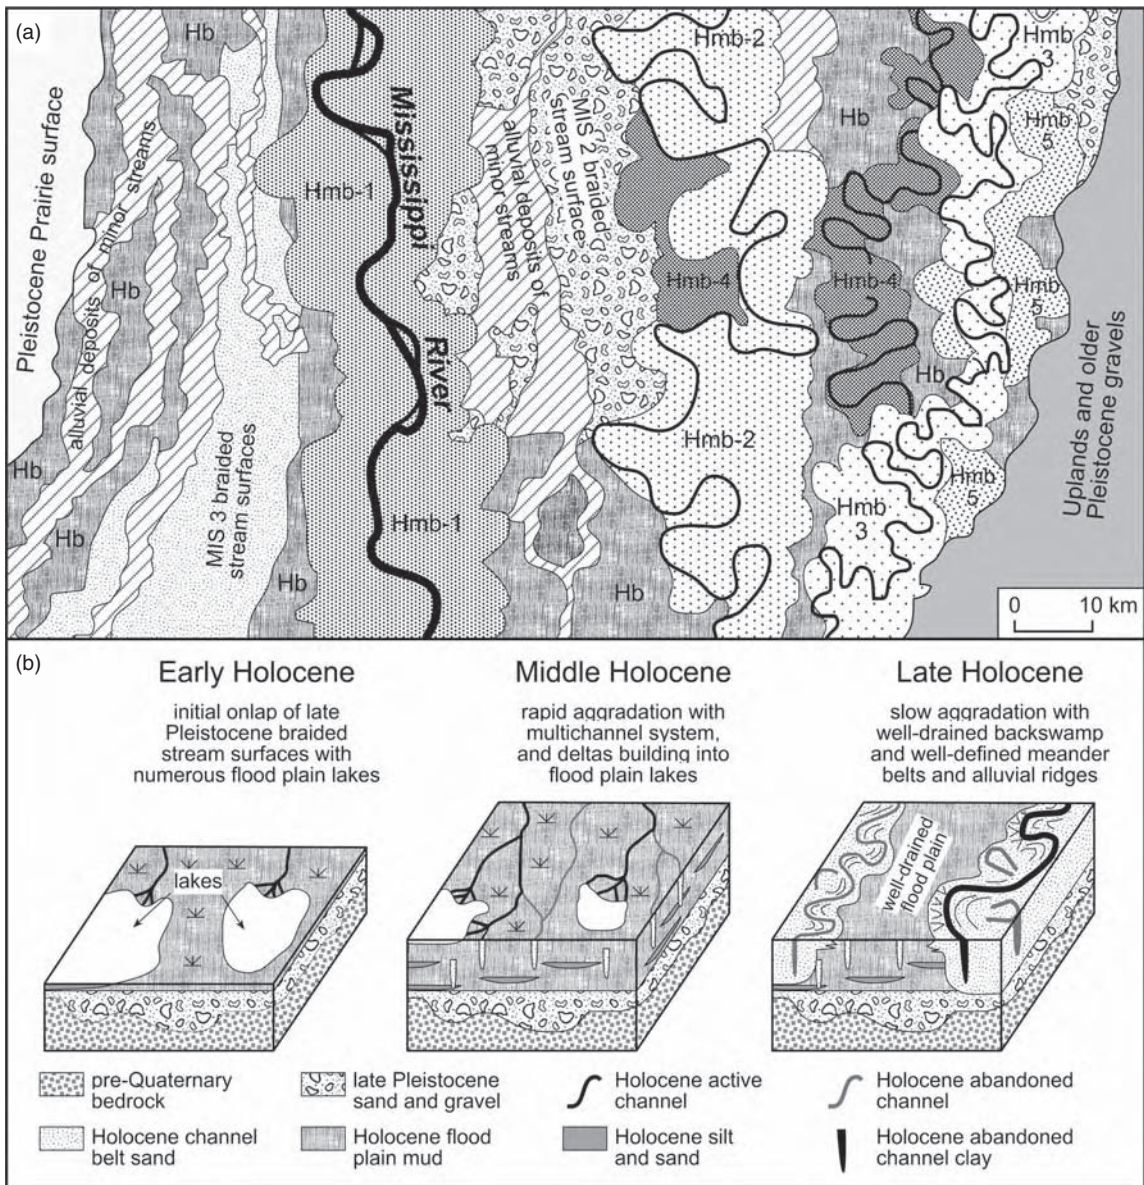 (a)
Pleistocene Prairie surface
alluvial deposits of minor streams
Hb
Hb
Hb
Hb
Hb
MIS 3 braided
stream surfaces
Hmb-1
Hmb-1
Mississippi
River
alluvial deposits of
minor streams
MIS 2 braided
stream surface
Hmb-2
Hmb-2
Hmb-4
Hmb-4
Hb
Hb
Hb
Hmb
3
Hmb
3
Hmb
5
Hmb
5
Hmb
5
Uplands and older
Pleistocene gravels
0 10 km
(b)
Early Holocene
initial onlap of late
Pleistocene braided
stream surfaces with
numerous flood plain lakes
Middle Holocene
rapid aggradation with
multichannel system,
and deltas building into
flood plain lakes
Late Holocene
slow aggradation with
well-drained backswamp
and well-defined meander
belts and alluvial ridges
lakes
well-drained
flood plain
pre-Quaternary
bedrock
late Pleistocene
sand and gravel
Holocene active
channel
Holocene abandoned
channel
Holocene channel
belt sand
Holocene flood
plain mud
Holocene silt
and sand
Holocene abandoned
channel clay